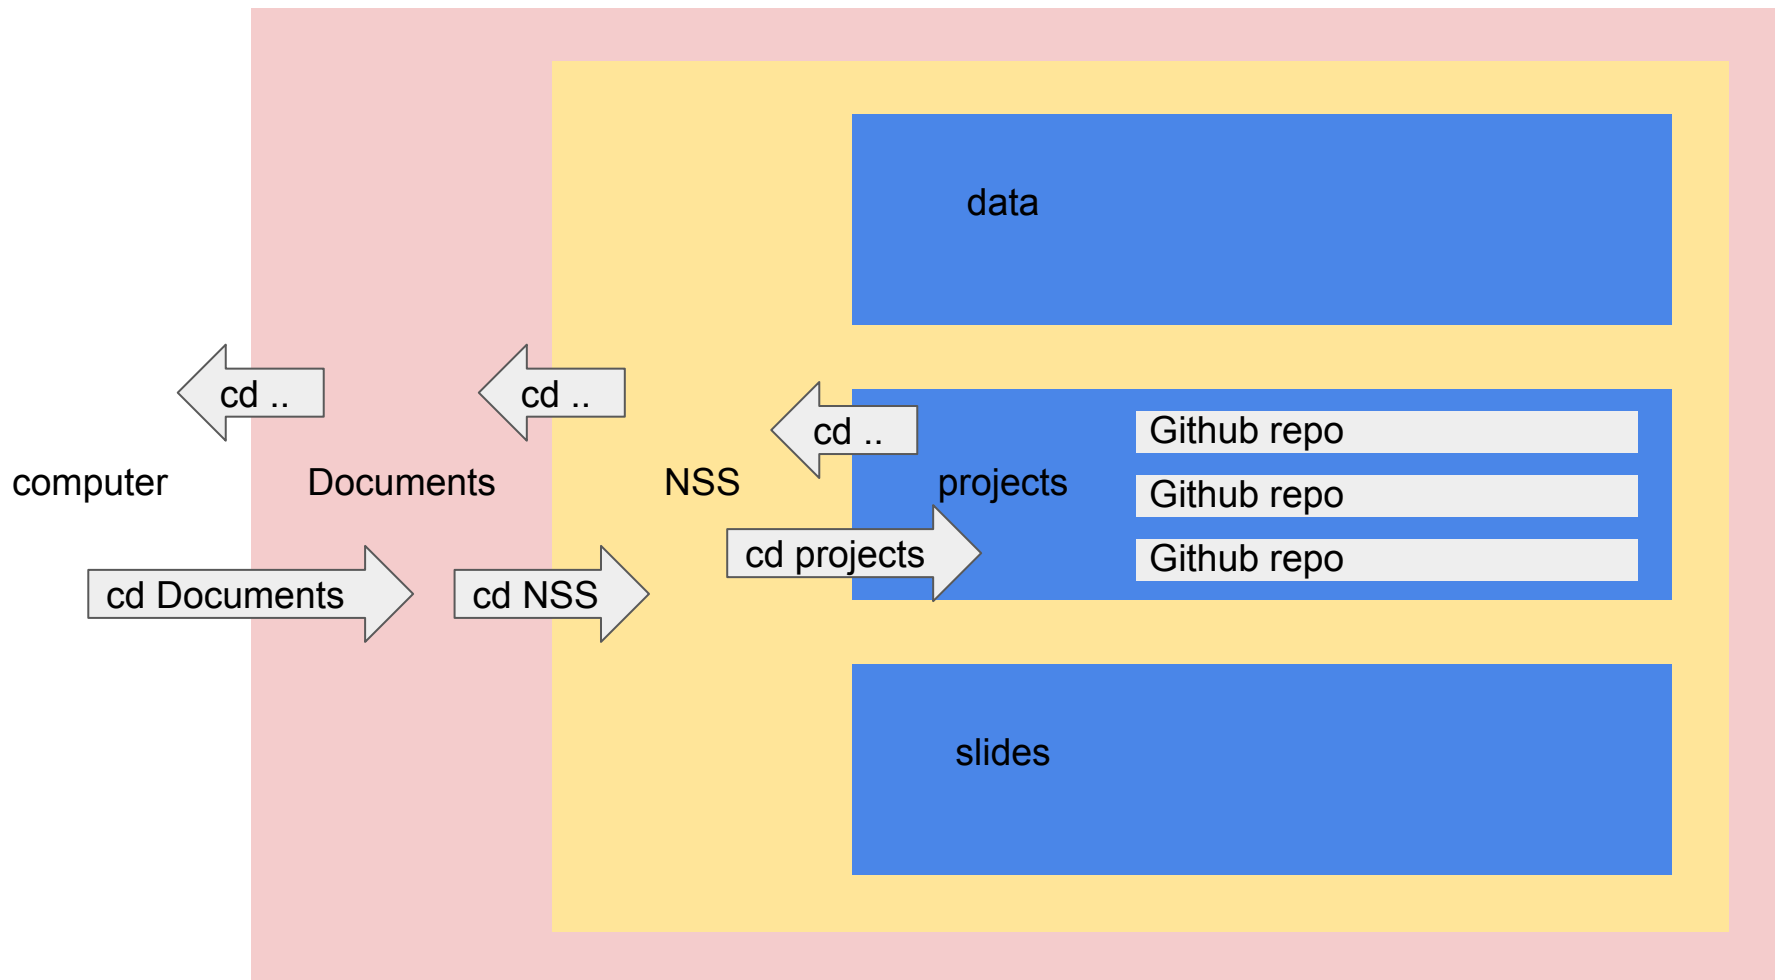 data
cd ..
cd ..
cd ..
Github repo
computer
Documents
NSS
projects
Github repo
cd projects
Github repo
cd Documents
cd NSS
slides